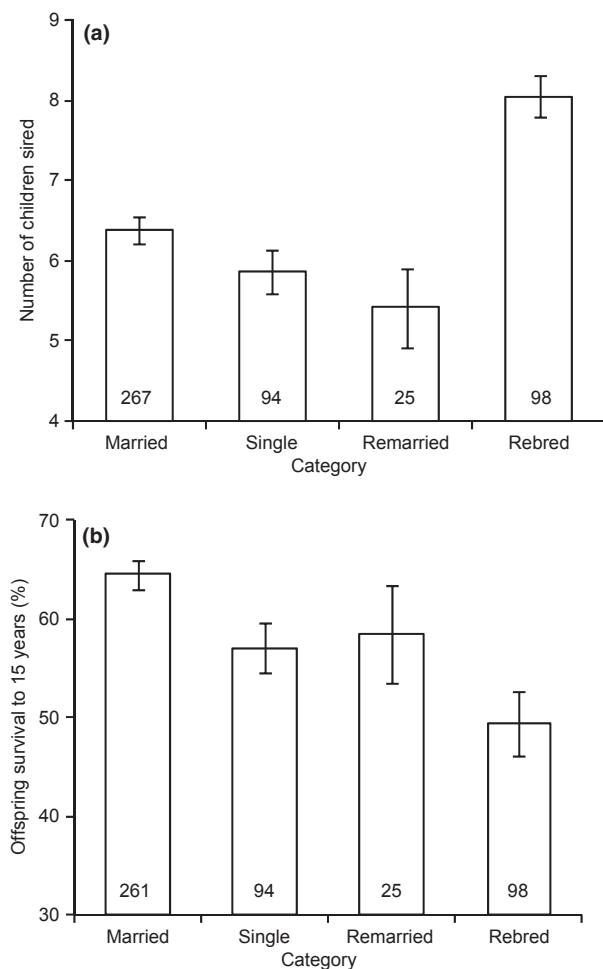 (a)
Number of children sired
9
8
7
6
5
4
267
94
25
98
Married
Single
Remarried
Rebred
Category
(b)
Offspring survival to 15 years (%)
70
60
50
40
30
261
94
25
98
Married
Single
Remarried
Rebred
Category